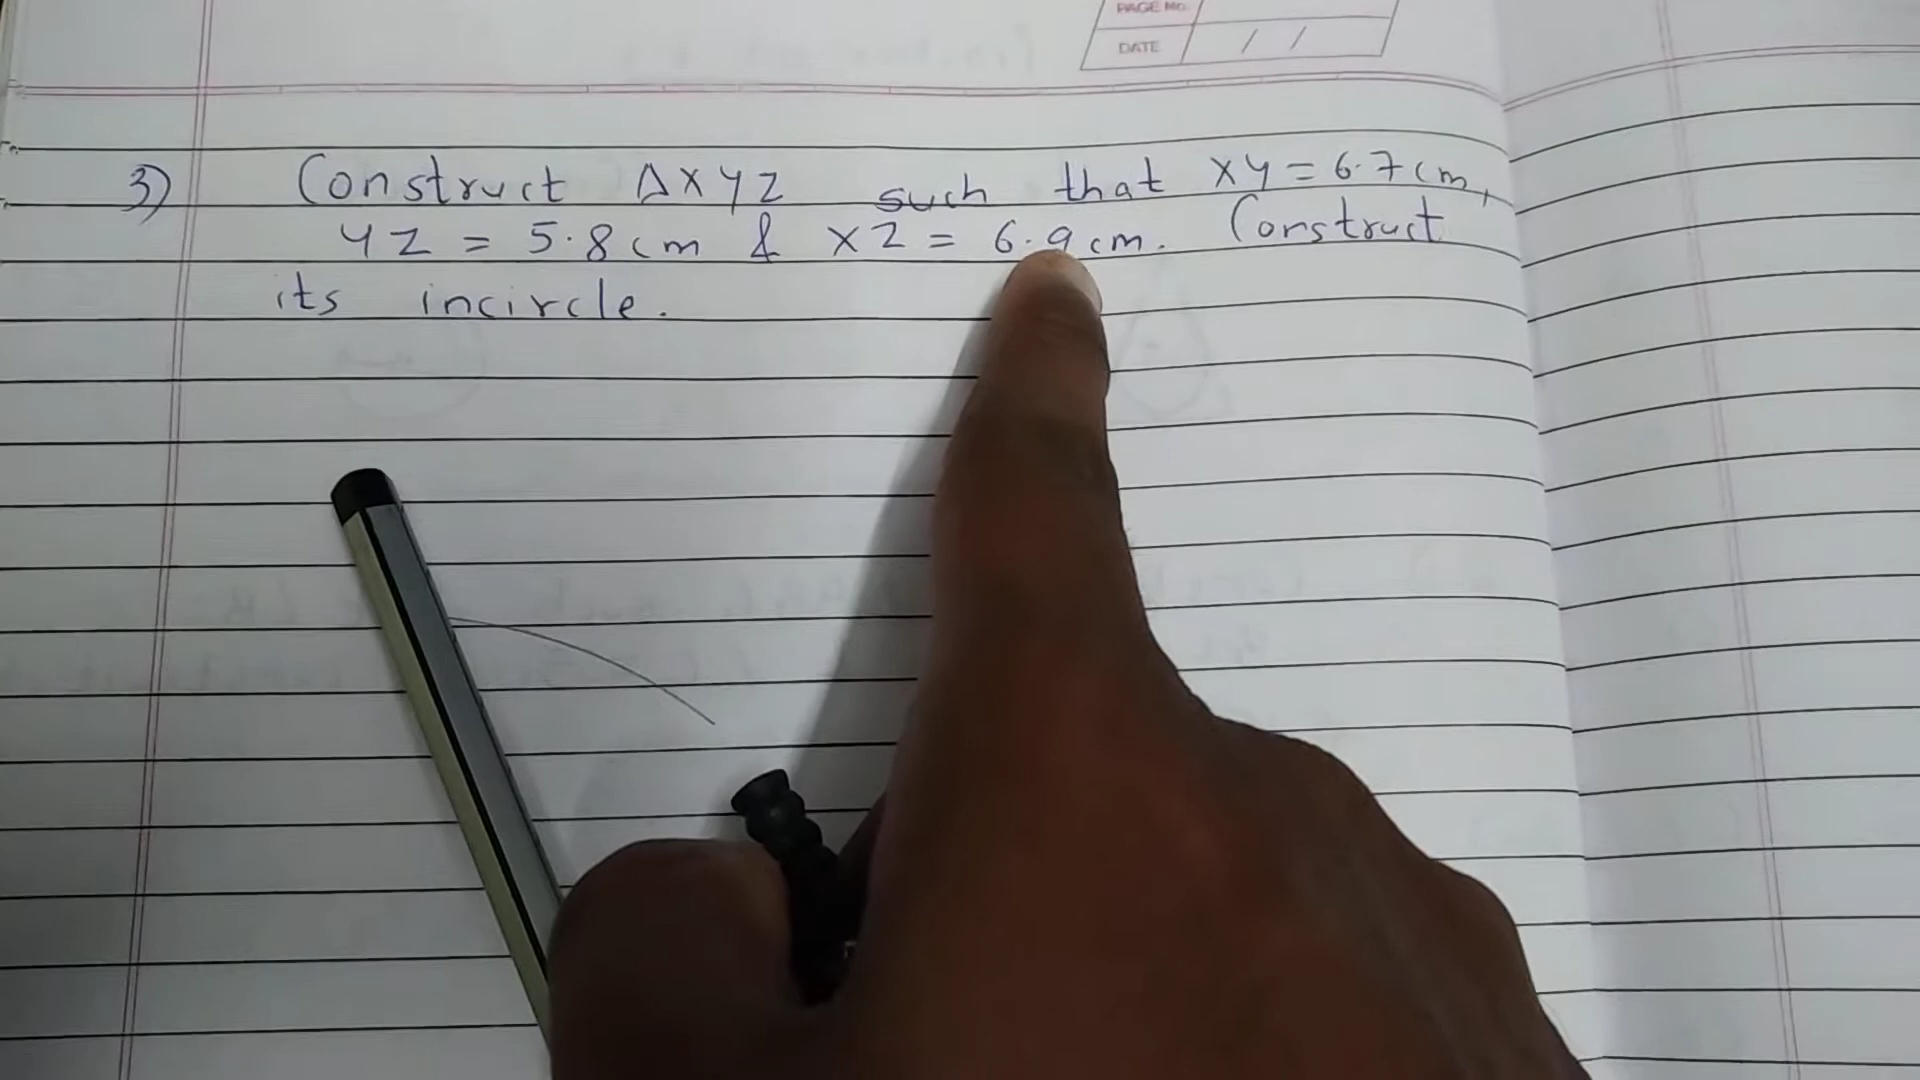 PAGE No.
DATE / /
3) Construct ΔXYZ such that XY = 6.7 cm,
YZ = 5.8 cm & XZ = 6.9 cm. Construct
its incircle.